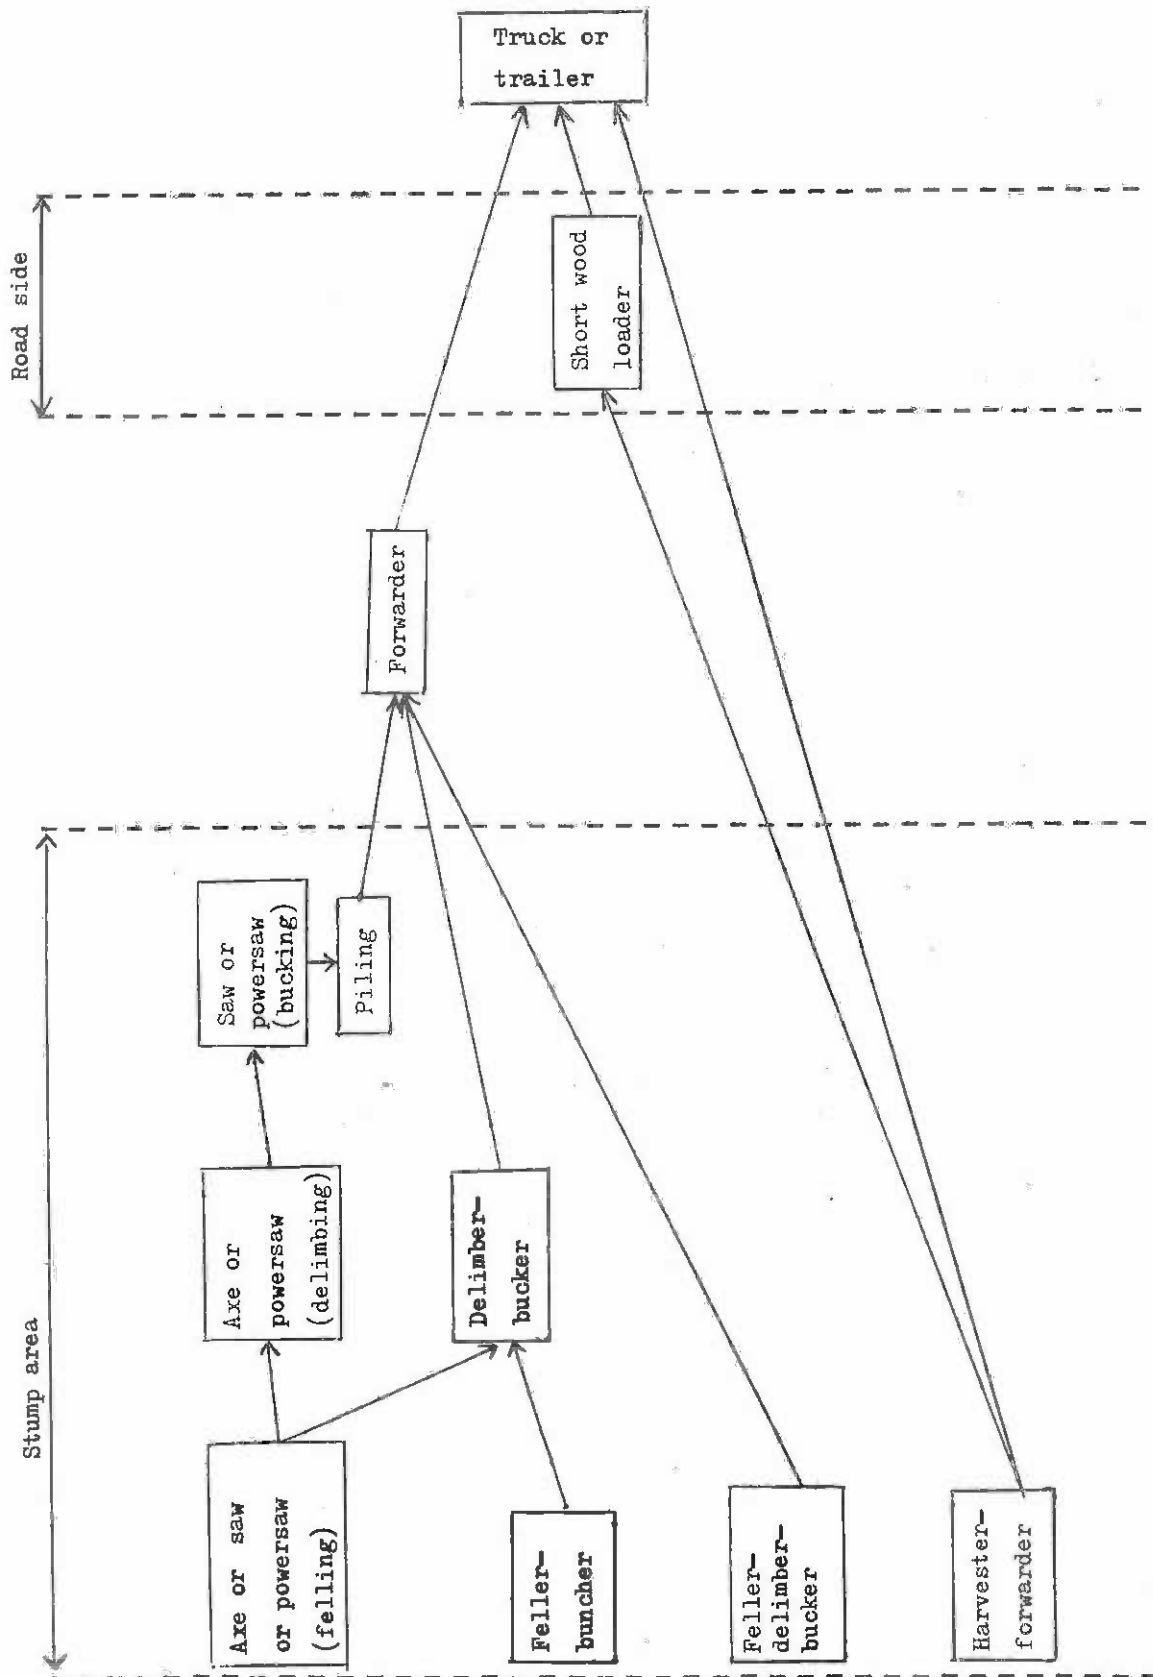 Stump area
Road side
Axe or saw
or powersaw
(felling)
Axe or
powersaw
(delimbing)
Saw or
powersaw
(bucking)
Piling
Feller-
buncher
Delimber-
bucker
Feller-
delimber-
bucker
Harvester-
forwarder
Forwarder
Short wood
loader
Truck or
trailer